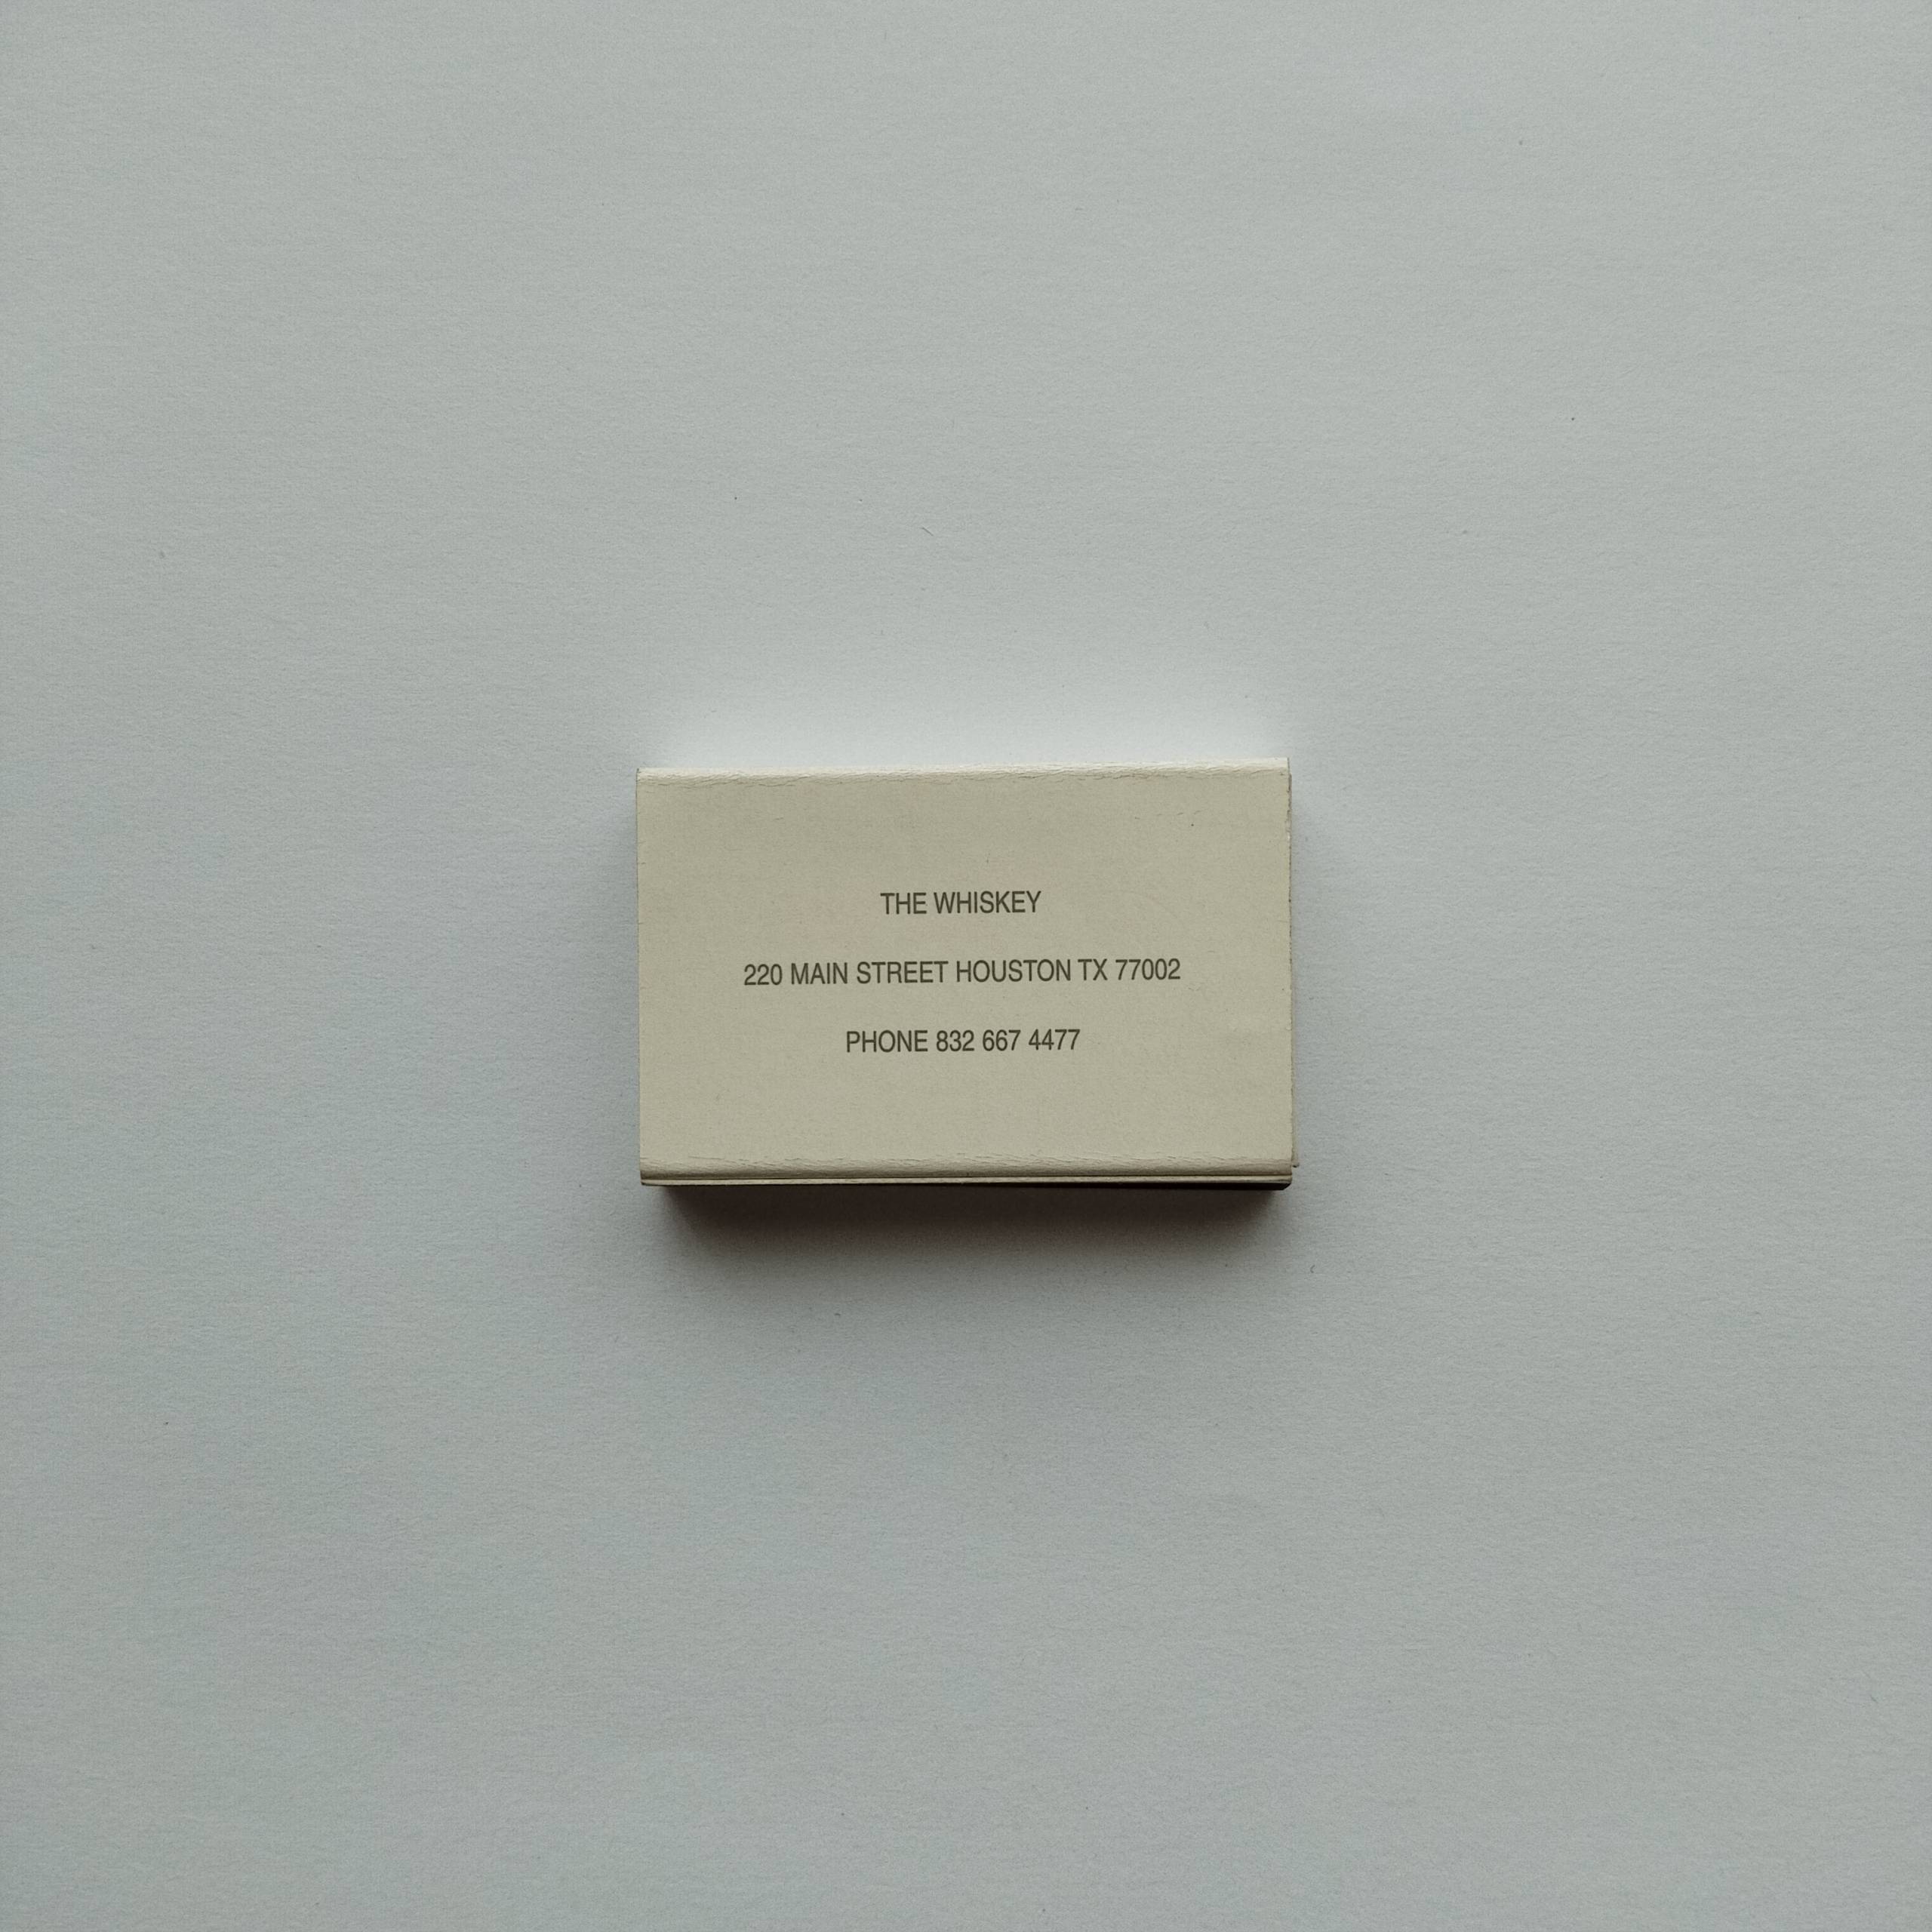 THE WHISKEY
220 MAIN STREET HOUSTON TX 77002
PHONE 832 667 4477